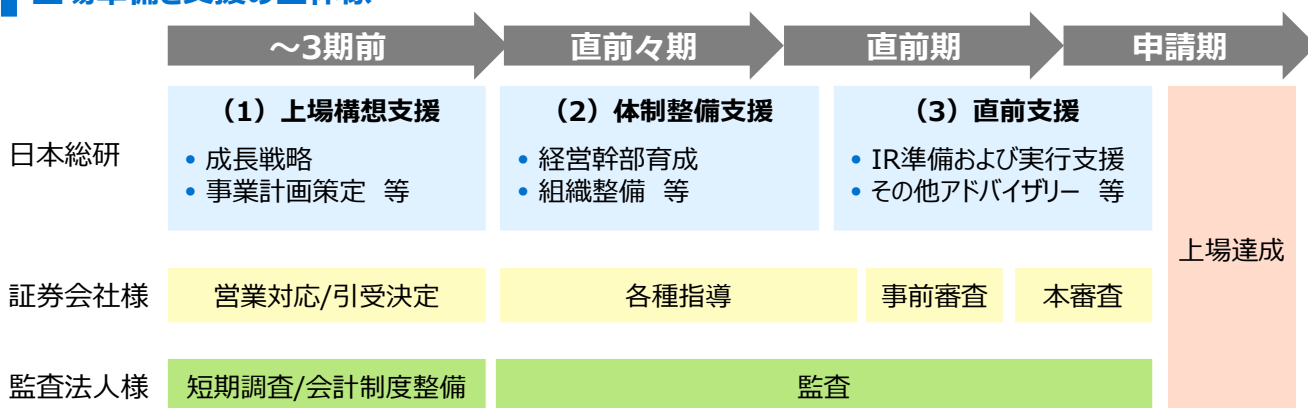 ～3期前
直前々期
直前期
申請期
日本総研
（1）上場構想支援
• 成長戦略
• 事業計画策定　等
（2）体制整備支援
• 経営幹部育成
• 組織整備　等
（3）直前支援
• IR準備および実行支援
• その他アドバイザリー　等
上場達成
証券会社様
営業対応/引受決定
各種指導
事前審査
本審査
監査法人様
短期調査/会計制度整備
監査